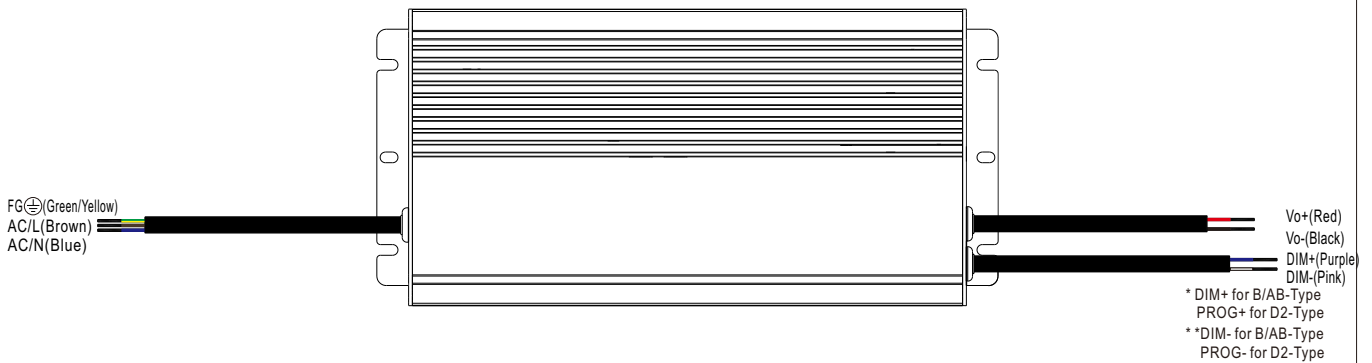 FG⏚(Green/Yellow)
AC/L(Brown)
AC/N(Blue)
Vo+(Red)
Vo-(Black)
DIM+(Purple)
DIM-(Pink)
* DIM+ for B/AB-Type
PROG+ for D2-Type
* *DIM- for B/AB-Type
PROG- for D2-Type